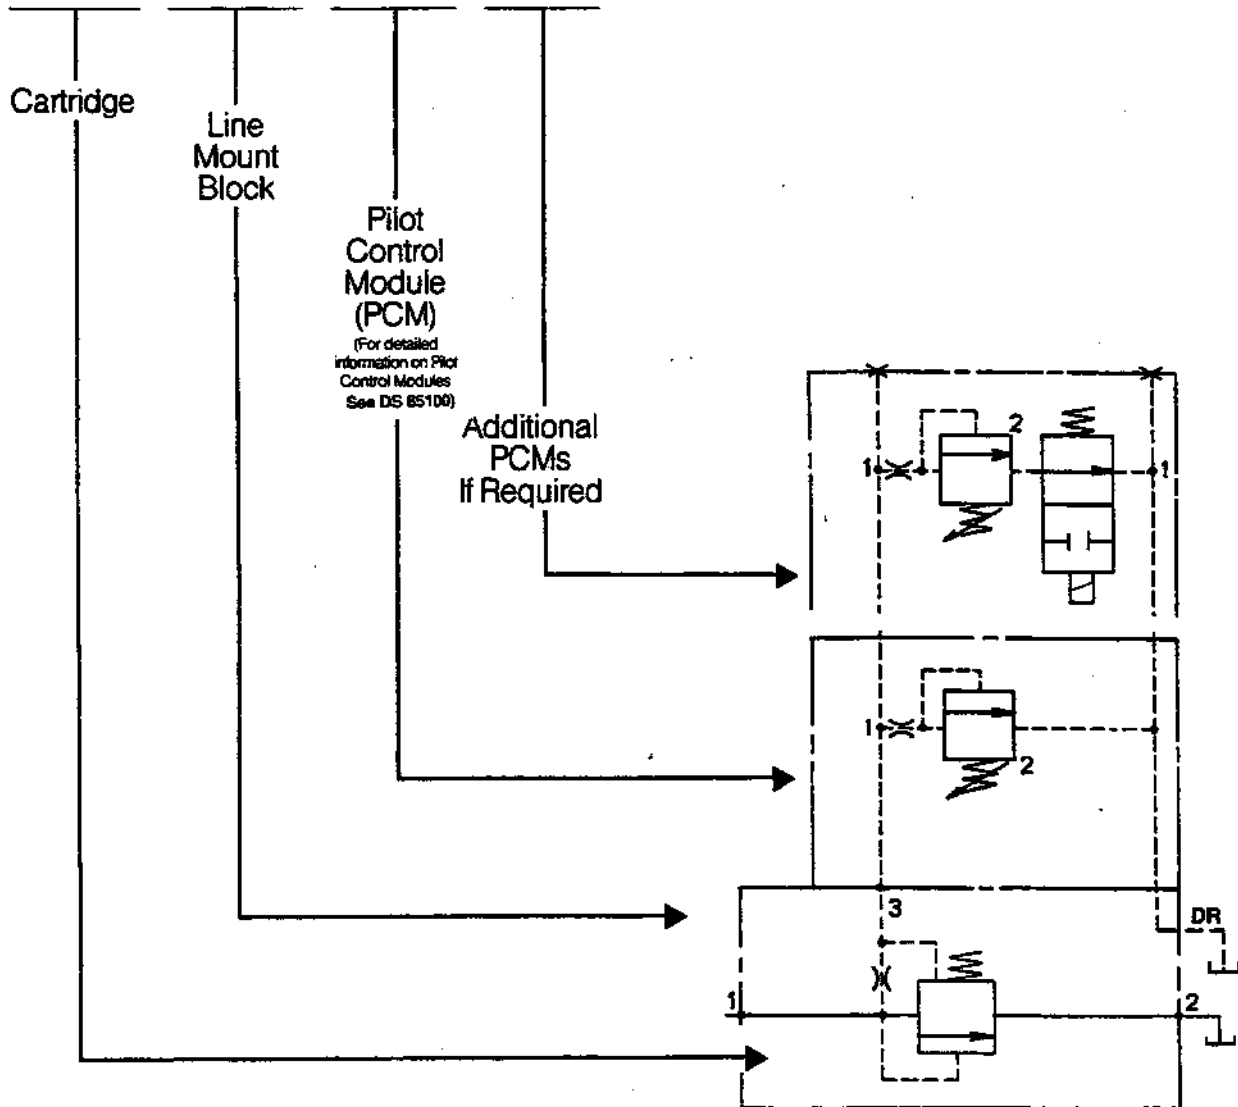 Cartridge
Line
Mount
Block
Pilot
Control
Module
(PCM)
(For detailed
information on Pilot
Control Modules
See DS 85100)
Additional
PCMs
If Required
2
1
1
1
2
3
DR
1
2